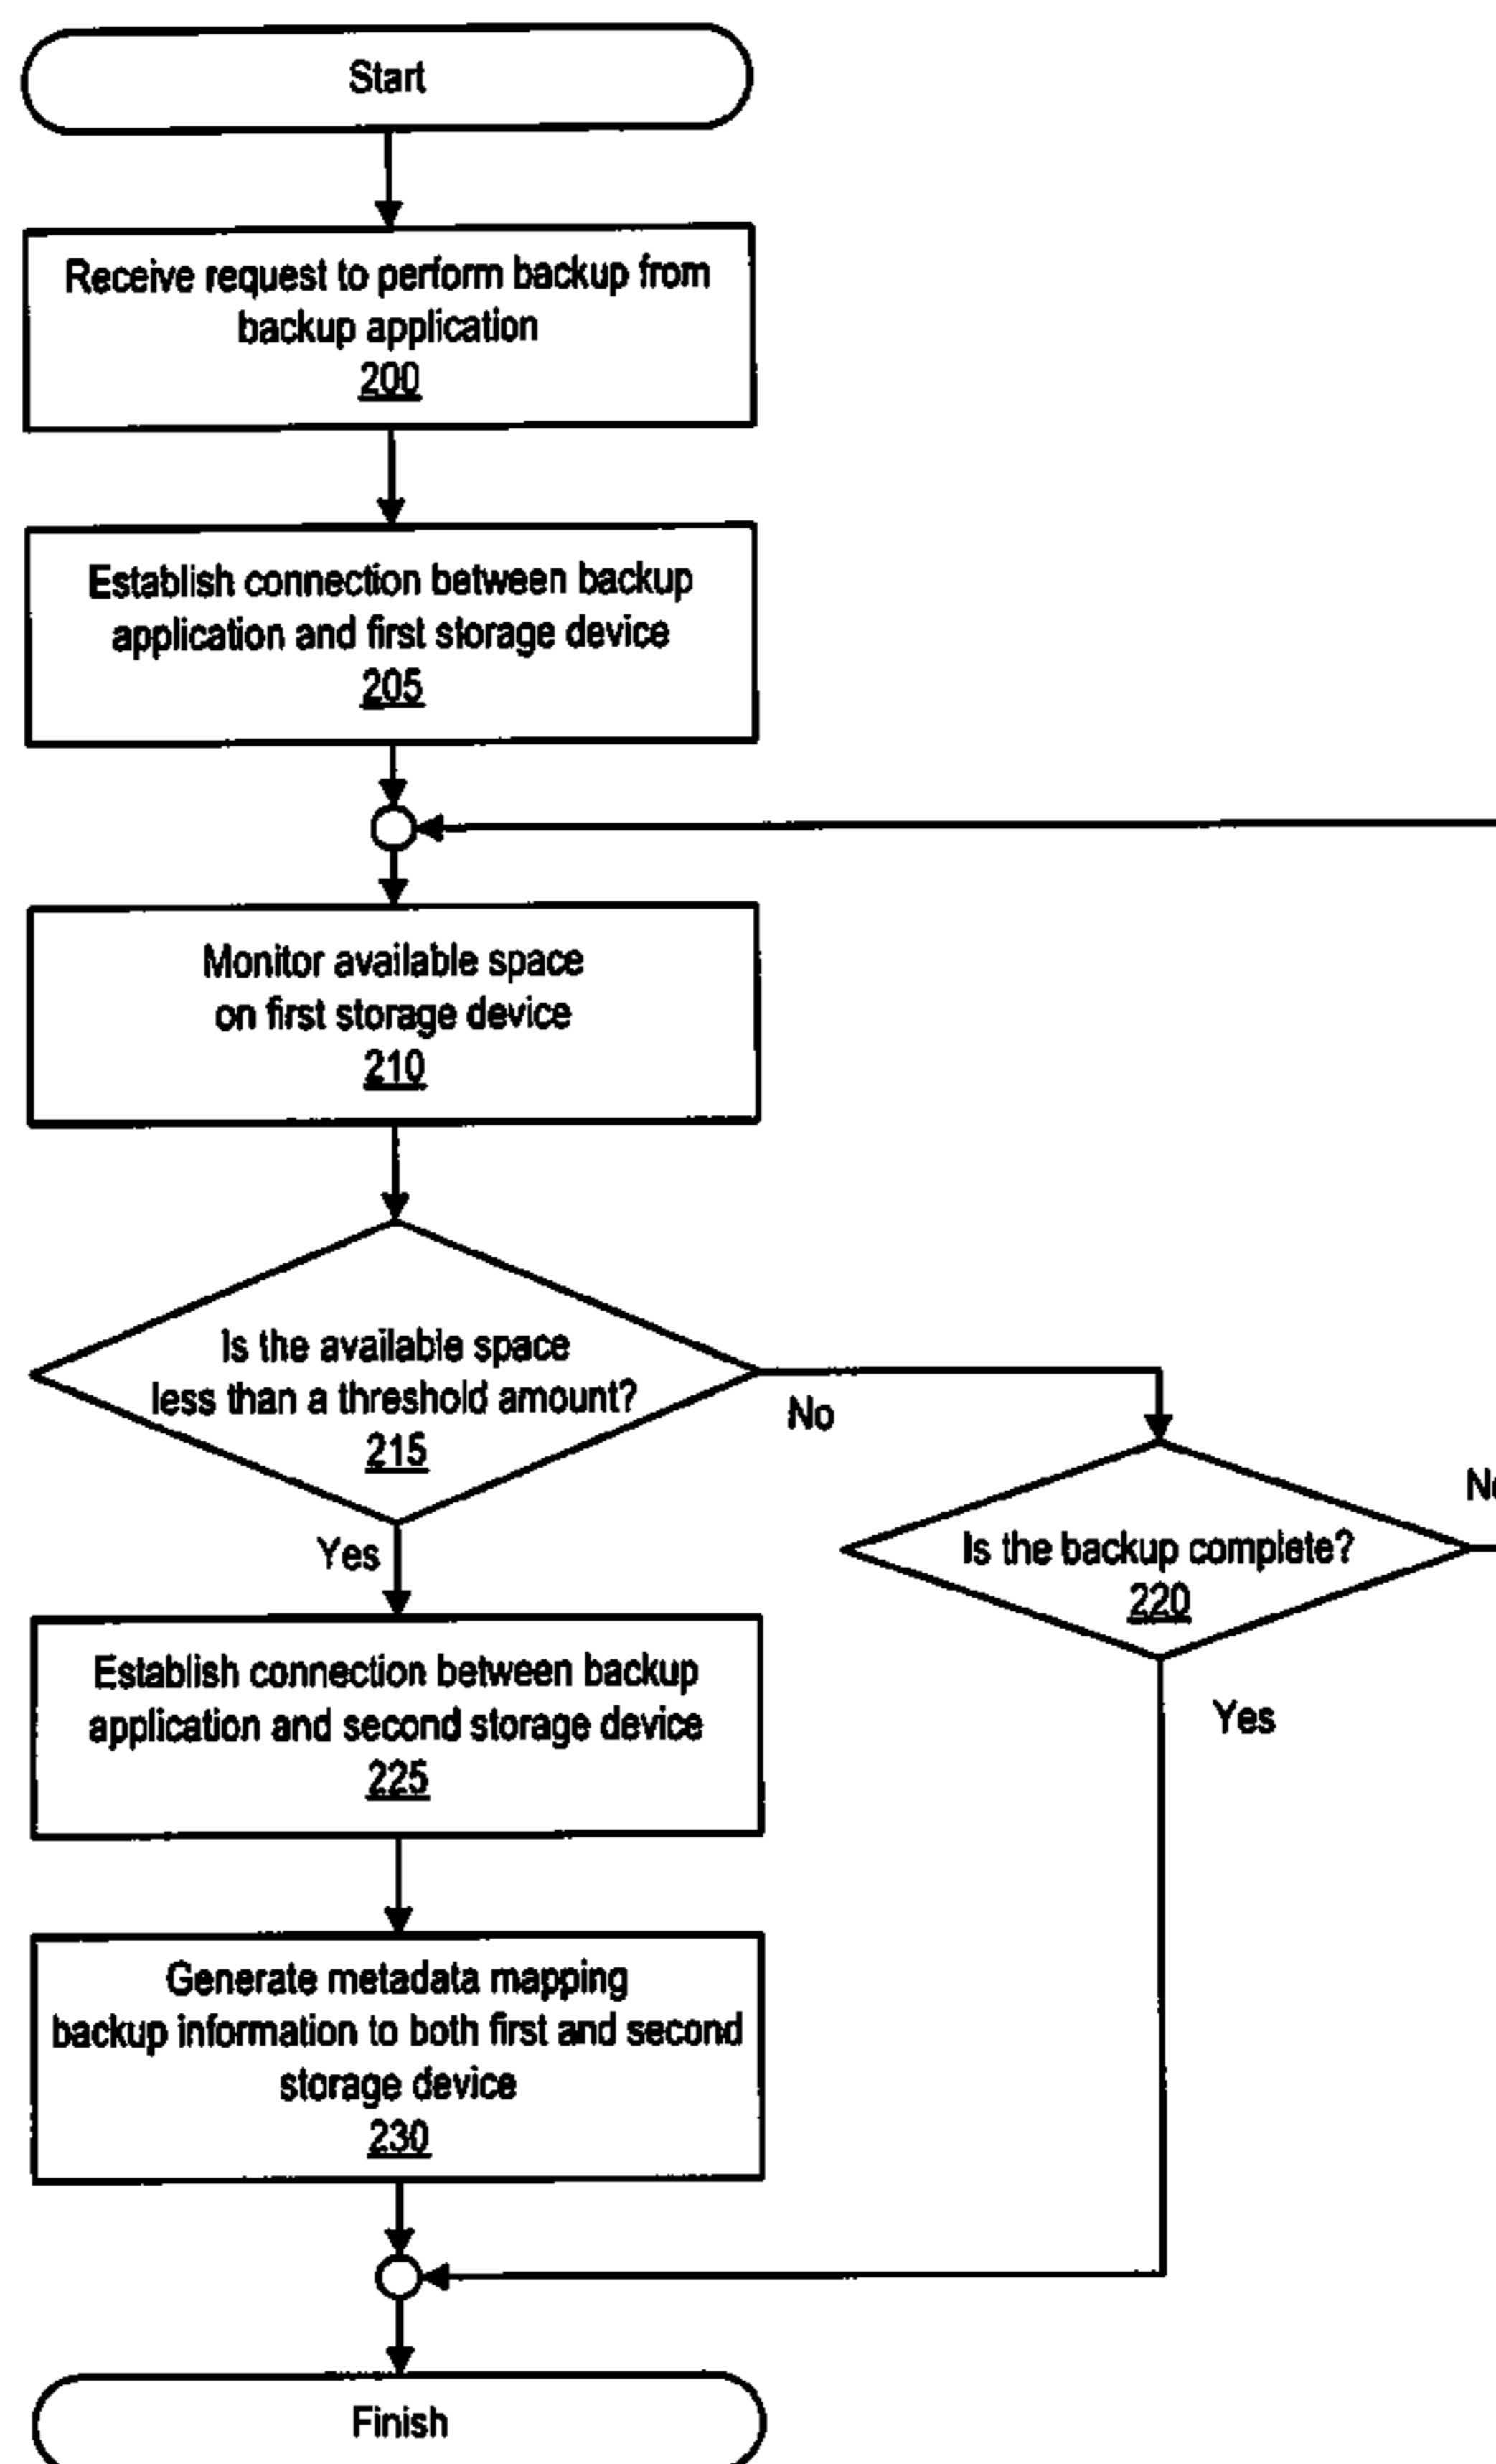 Start
Receive request to perform backup from
backup application
200
Establish connection between backup
application and first storage device
205
Monitor available space
on first storage device
210
Is the available space
less than a threshold amount?
215
No
No
Is the backup complete?
220
Yes
Yes
Establish connection between backup
application and second storage device
225
Generate metadata mapping
backup information to both first and second
storage device
230
Finish